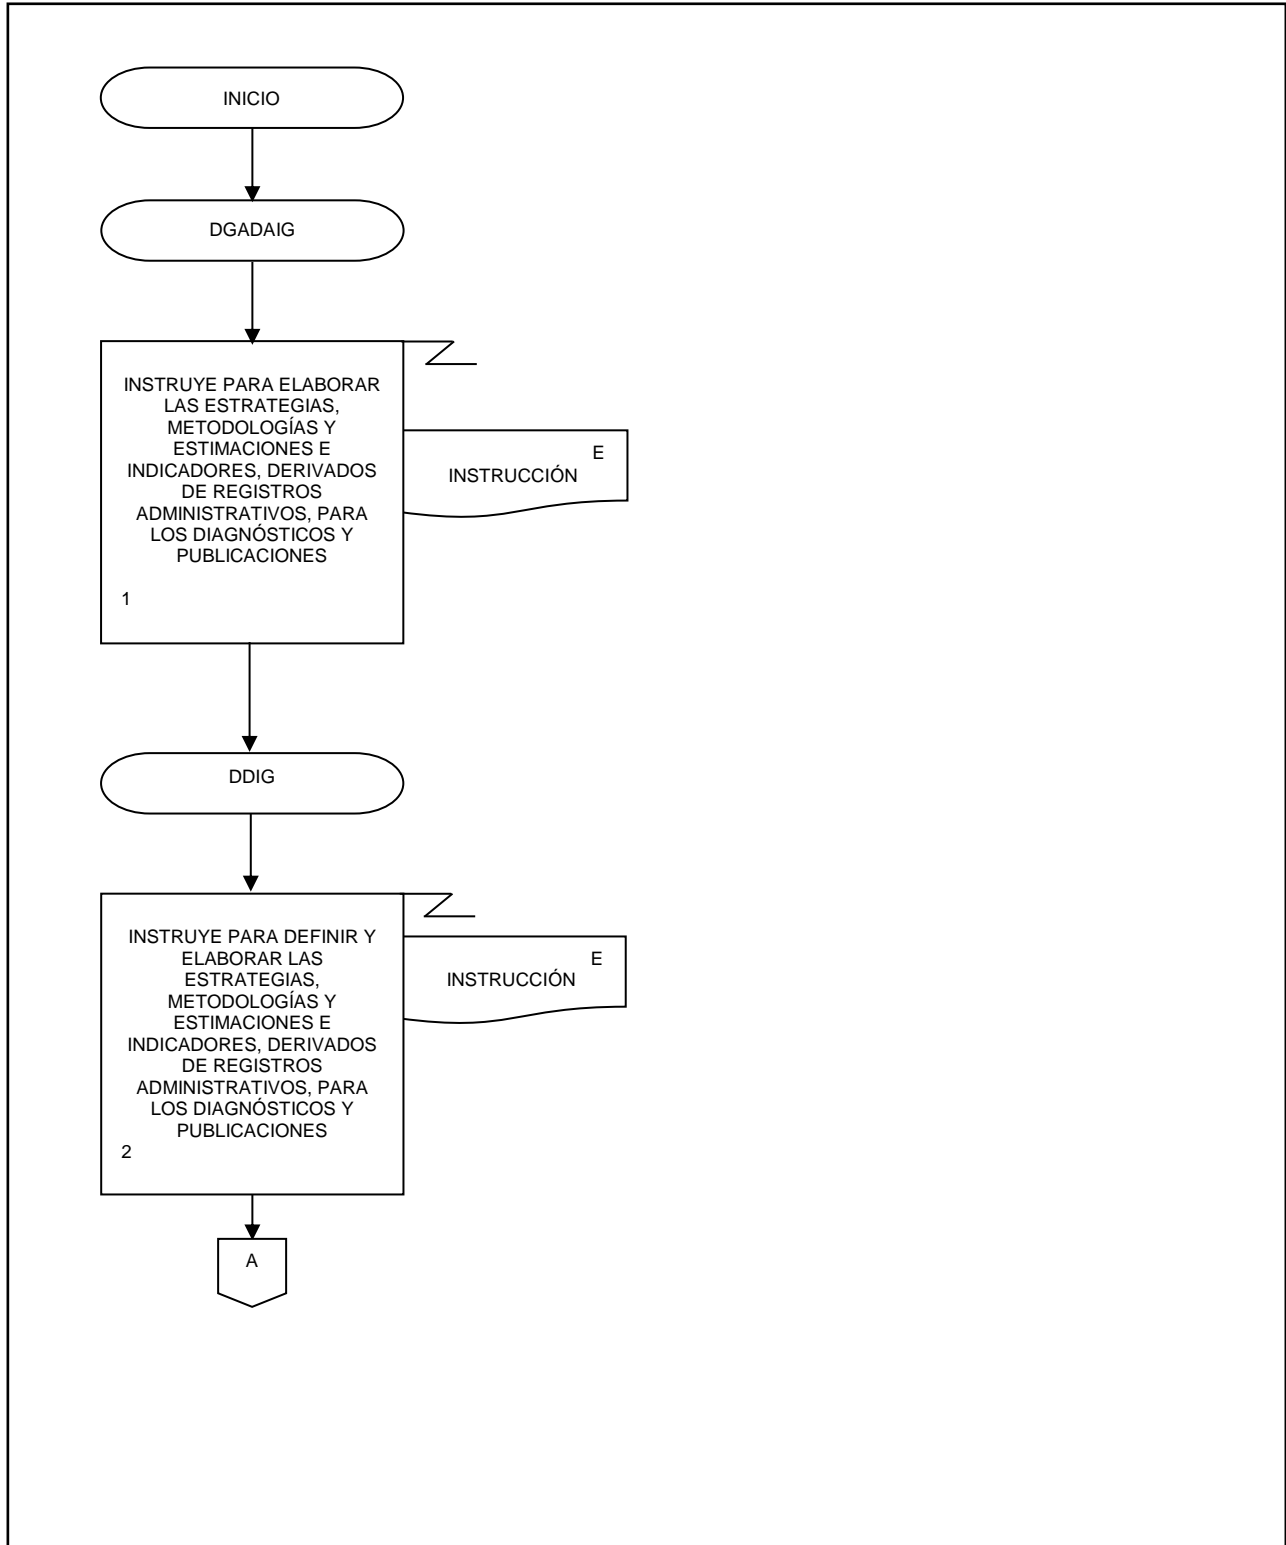 INICIO
DGADAIG
INSTRUYE PARA ELABORAR
LAS ESTRATEGIAS,
METODOLOGÍAS Y
ESTIMACIONES E
INDICADORES, DERIVADOS
DE REGISTROS
ADMINISTRATIVOS, PARA
LOS DIAGNÓSTICOS Y
PUBLICACIONES
1
E
INSTRUCCIÓN
DDIG
INSTRUYE PARA DEFINIR Y
ELABORAR LAS
ESTRATEGIAS,
METODOLOGÍAS Y
ESTIMACIONES E
INDICADORES, DERIVADOS
DE REGISTROS
ADMINISTRATIVOS, PARA
LOS DIAGNÓSTICOS Y
PUBLICACIONES
2
E
INSTRUCCIÓN
A